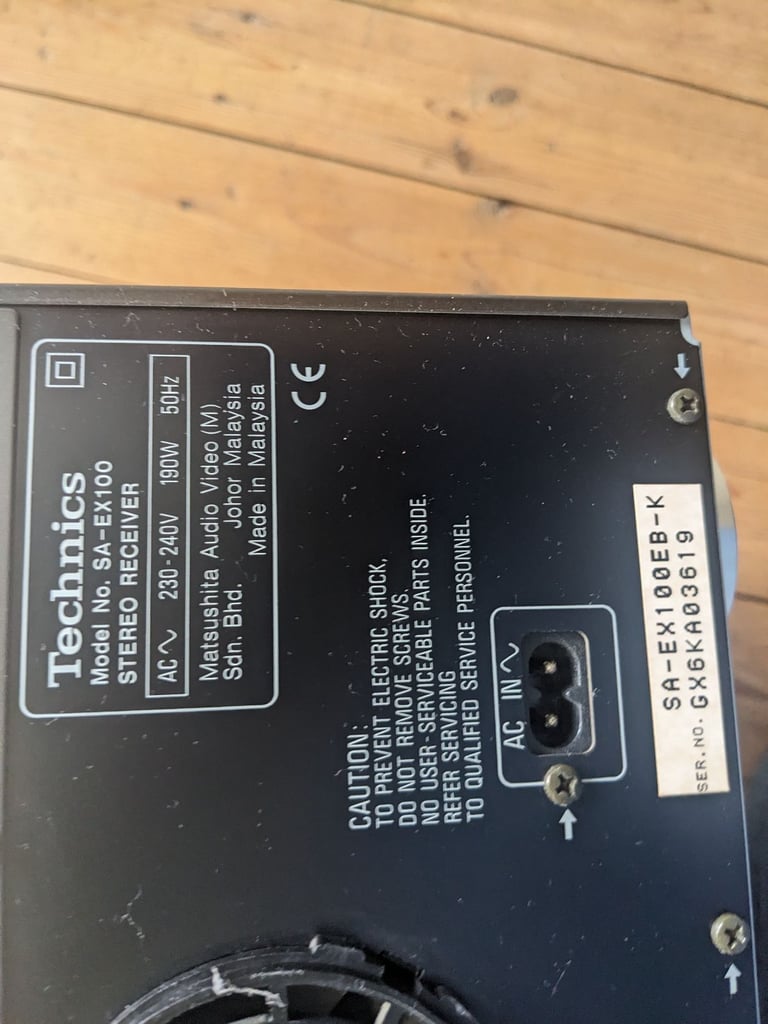 Technics
Model No. SA-EX100
STEREO RECEIVER
AC∿ 230-240V 190W 50Hz
Matsushita Audio Video (M)
Sdn. Bhd. Johor Malaysia
Made in Malaysia
CE
CAUTION:
TO PREVENT ELECTRIC SHOCK,
DO NOT REMOVE SCREWS.
NO USER-SERVICEABLE PARTS INSIDE.
REFER SERVICING
TO QUALIFIED SERVICE PERSONNEL.
AC IN∿
SA-EX100EB-K
SER.NO. GX6KA03619